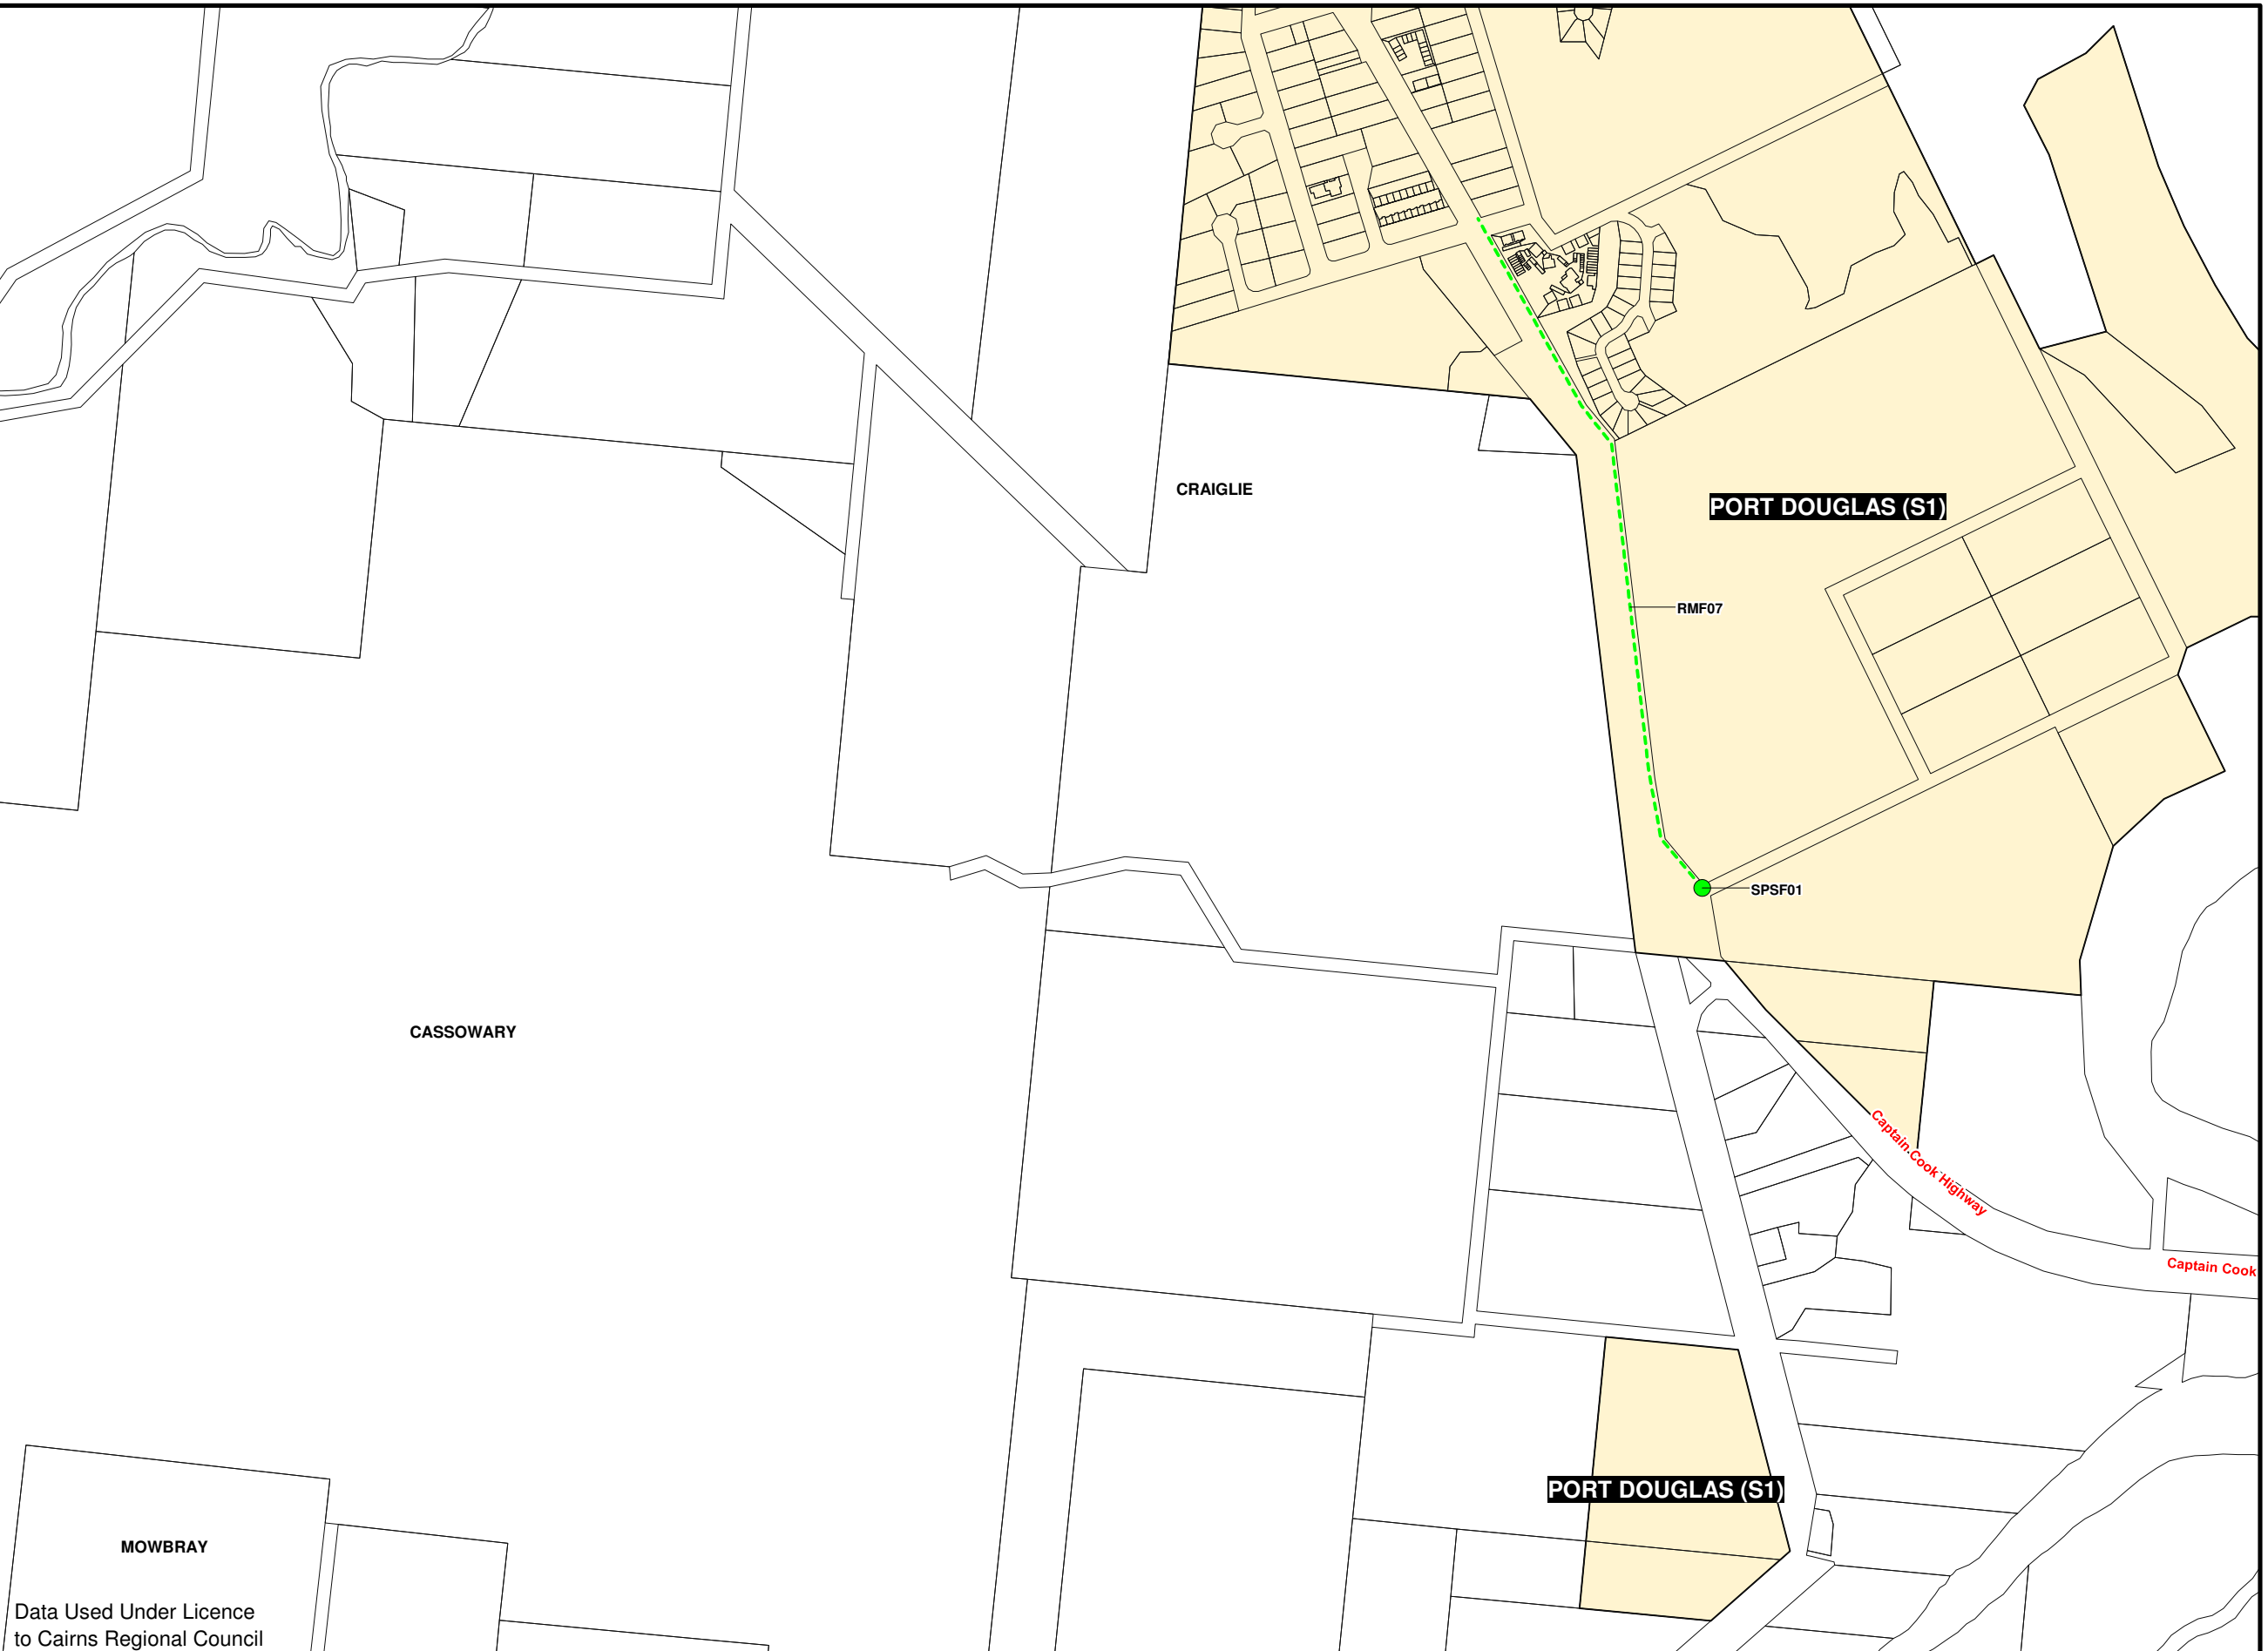 CRAIGLIE
PORT DOUGLAS (S1)
RMF07
SPSF01
CASSOWARY
Captain Cook Highway
Captain Cook
PORT DOUGLAS (S1)
MOWBRAY
Data Used Under Licence
to Cairns Regional Council